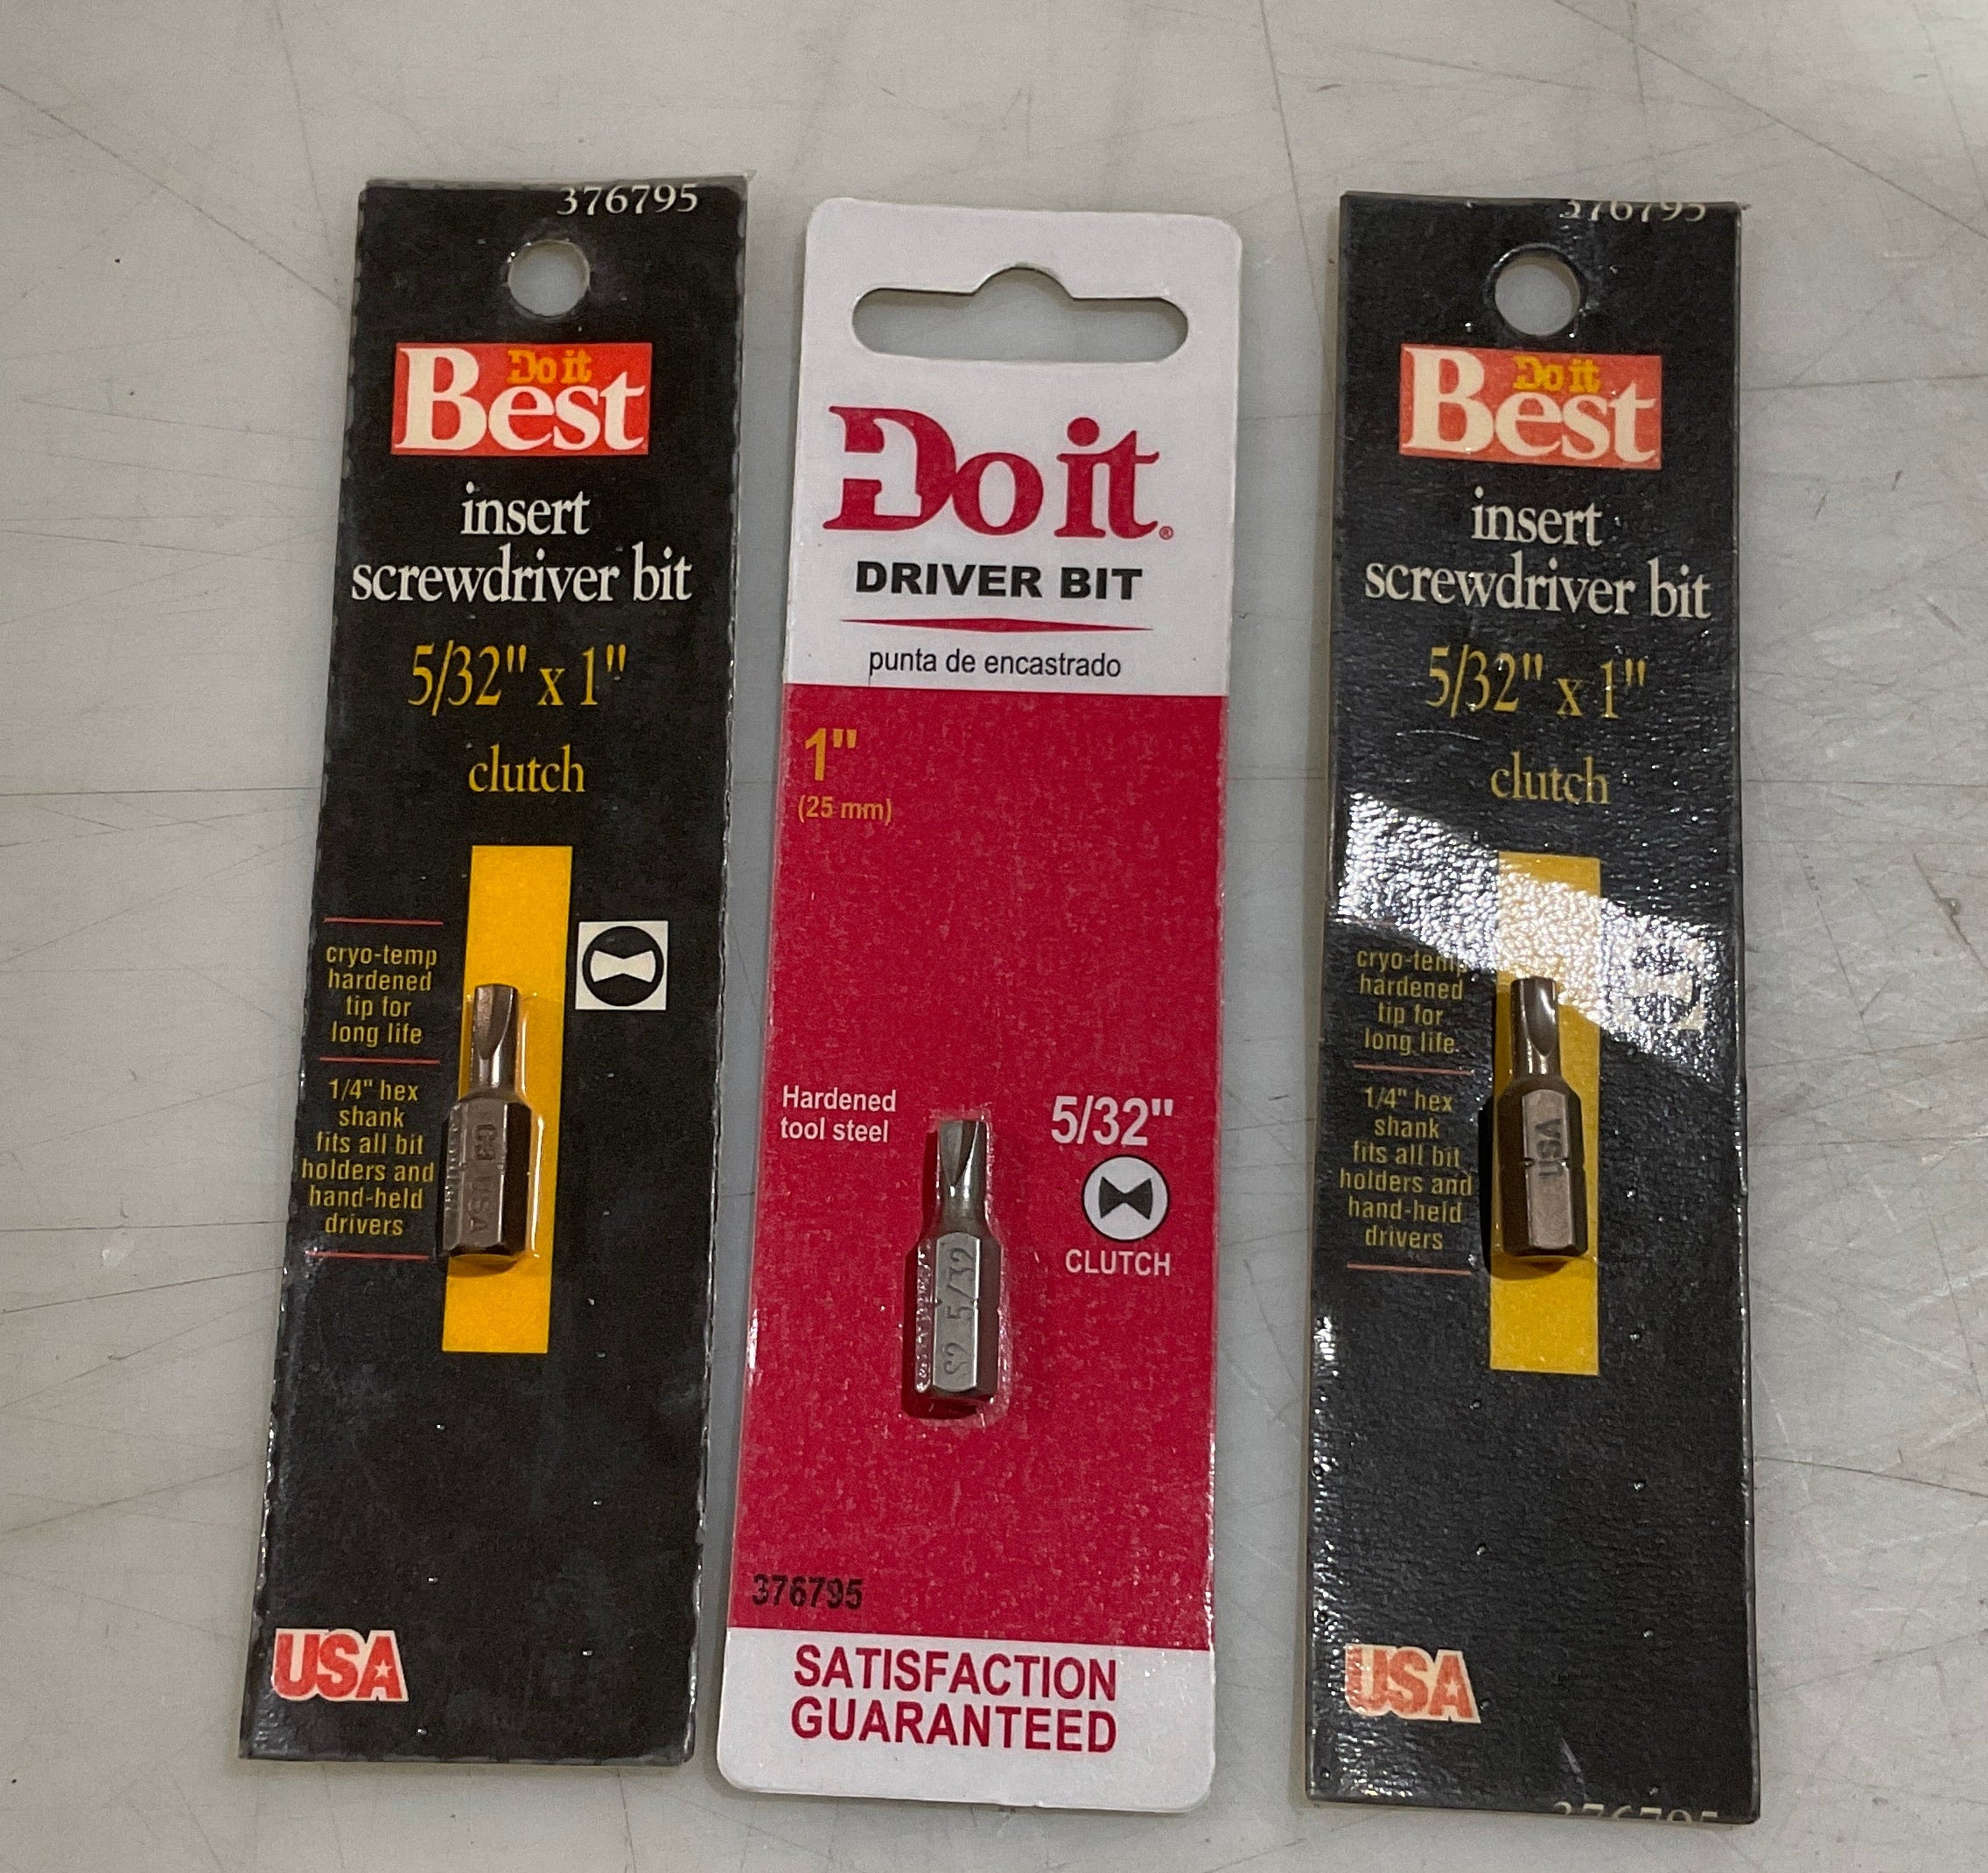 376795
Do it
Best
insert
screwdriver bit
5/32" x 1"
clutch
cryo-temp
hardened
tip for
long life
1/4" hex
shank
fits all bit
holders and
hand-held
drivers
USA
USA
Do it®
DRIVER BIT
punta de encastrado
1"
(25 mm)
Hardened
tool steel
5/32"
CLUTCH
S2 5/32
376795
SATISFACTION
GUARANTEED
376795
Do it
Best
insert
screwdriver bit
5/32" x 1"
clutch
cryo-temp
hardened
tip for
long life
1/4" hex
shank
fits all bit
holders and
hand-held
drivers
USA
USA
376795